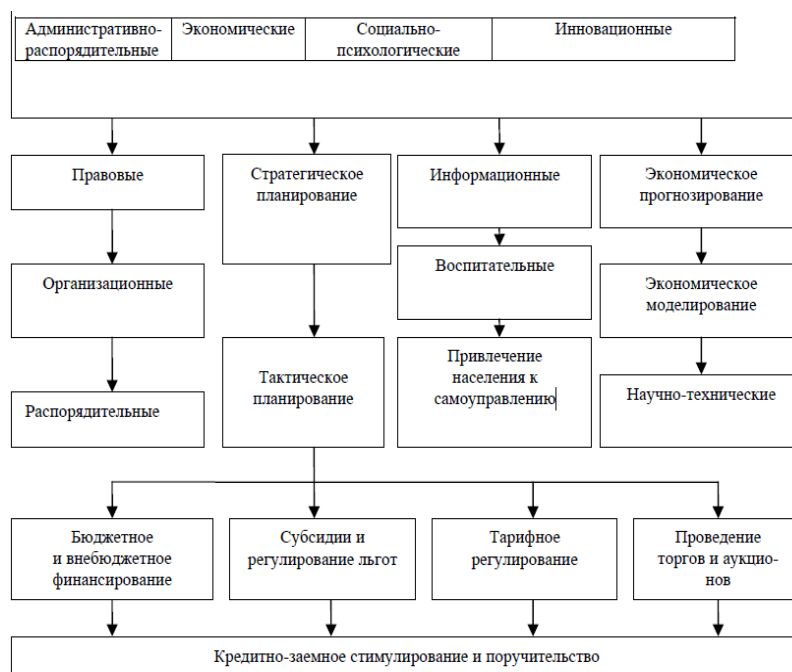 Административно-
распорядительные
Экономические
Социально-
психологические
Инновационные
Правовые
Стратегическое
планирование
Информационные
Экономическое
прогнозирование
Организационные
Воспитательные
Экономическое
моделирование
Распорядительные
Тактическое
планирование
Привлечение
населения к
самоуправлению
Научно-технические
Бюджетное
и внебюджетное
финансирование
Субсидии и
регулирование льгот
Тарифное
регулирование
Проведение
торгов и аукцио-
нов
Кредитно-заемное стимулирование и поручительство